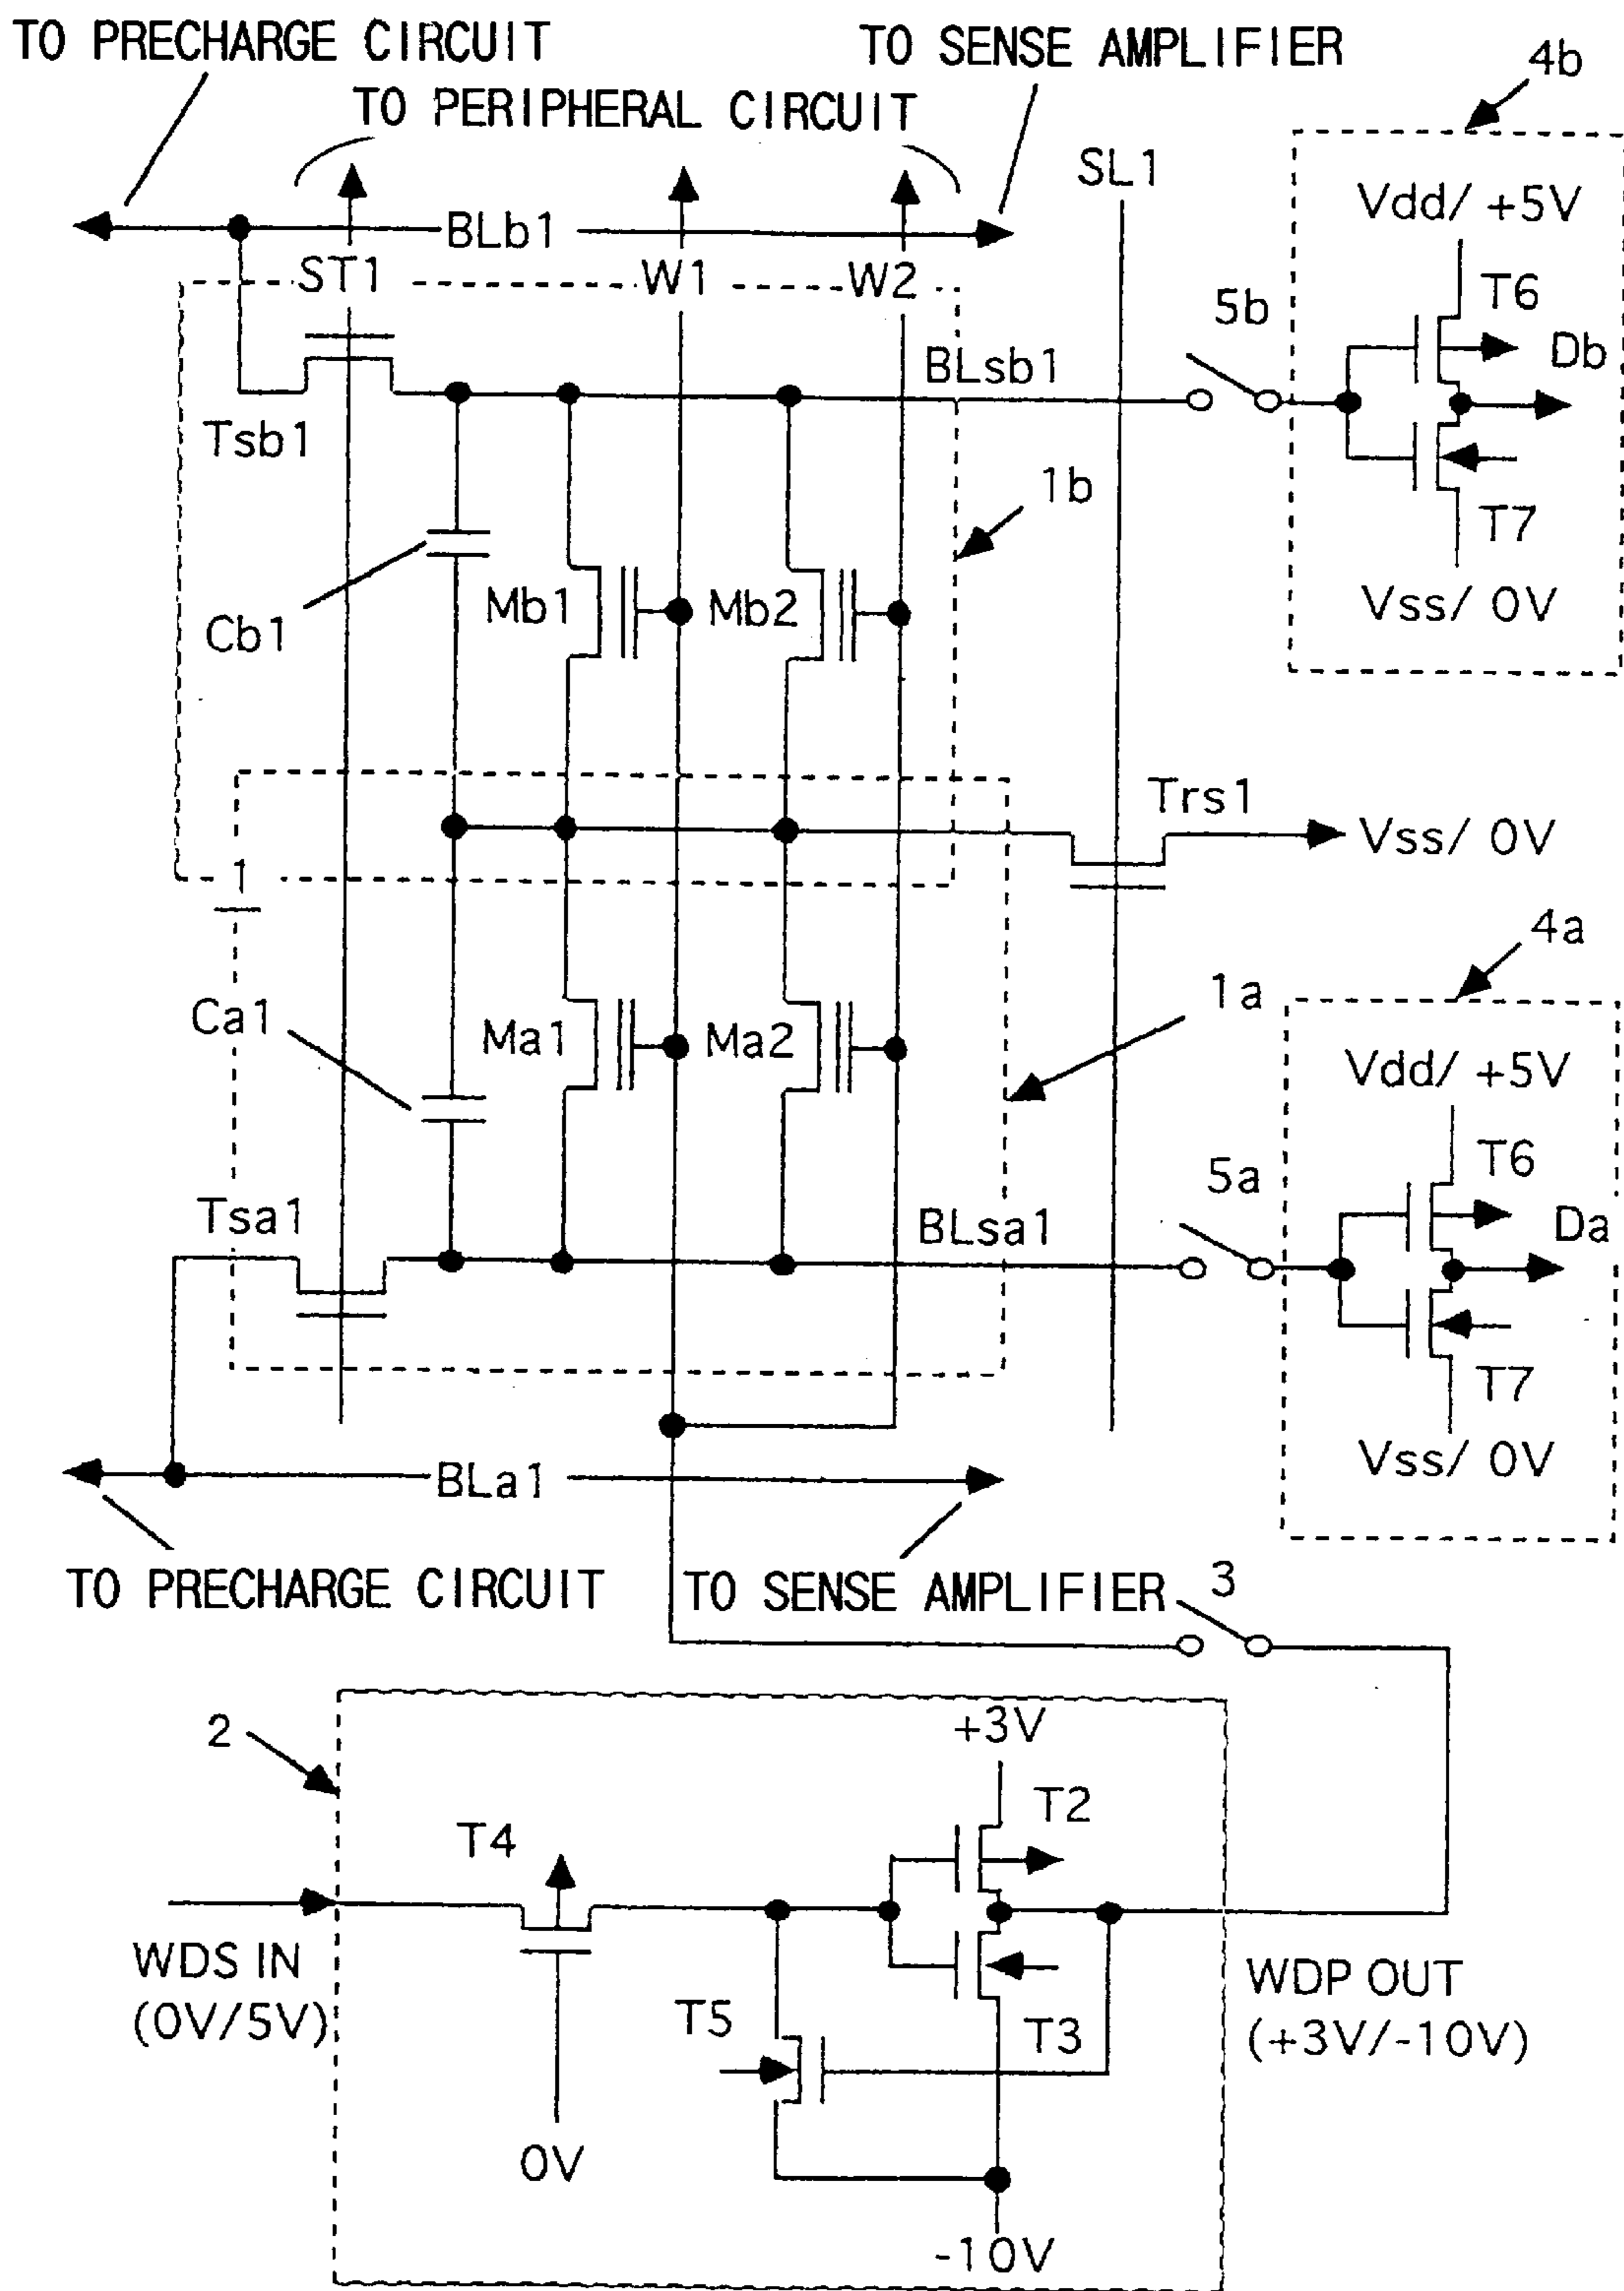 TO PRECHARGE CIRCUIT
TO SENSE AMPLIFIER
4b
TO PERIPHERAL CIRCUIT
SL1
Vdd/ +5V
BLb1
ST1
W1
W2
T6
5b
Db
BLsb1
Tsb1
1b
T7
Mb1
Mb2
Vss/ 0V
Cb1
Trs1
Vss/ 0V
1
4a
1a
Ca1
Ma1
Ma2
Vdd/ +5V
T6
5a
Tsa1
BLsa1
Da
T7
BLa1
Vss/ 0V
TO PRECHARGE CIRCUIT
TO SENSE AMPLIFIER
3
2
+3V
T2
T4
WDS IN
(0V/5V)
WDP OUT
(+3V/-10V)
T5
T3
0V
-10V